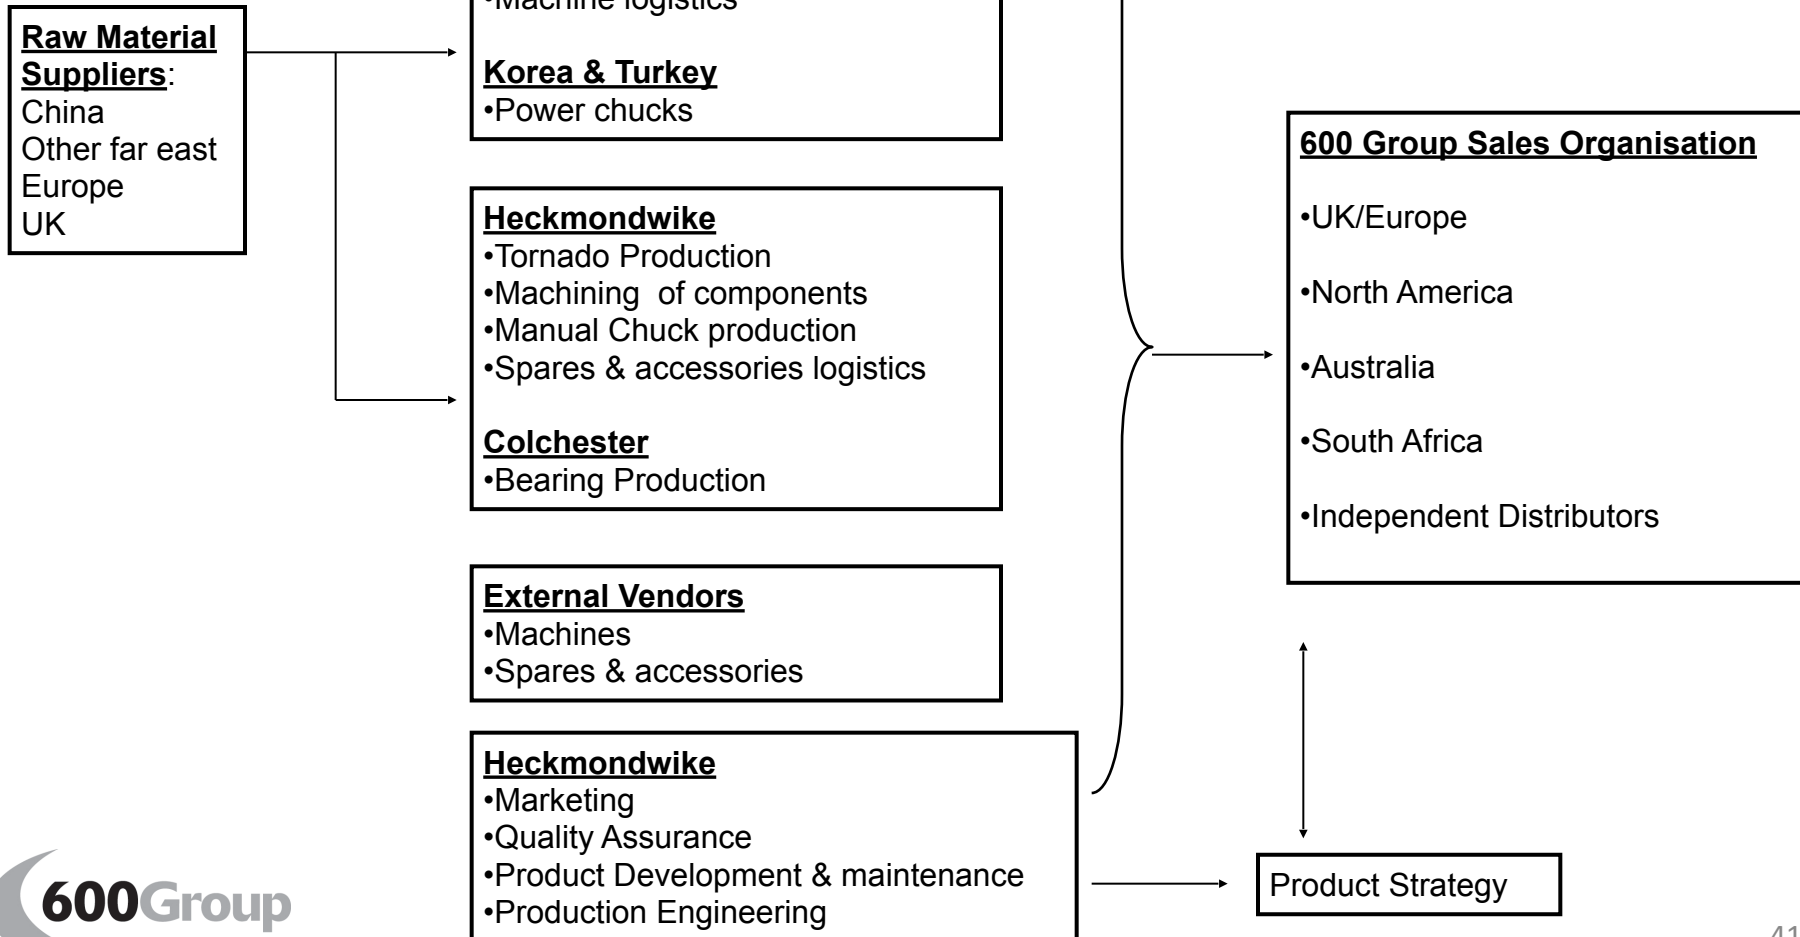 Raw Material
Suppliers:
China
Other far east
Europe
UK
•Machine logistics
Korea & Turkey
•Power chucks
Heckmondwike
•Tornado Production
•Machining  of components
•Manual Chuck production
•Spares & accessories logistics
Colchester
•Bearing Production
External Vendors
•Machines
•Spares & accessories
Heckmondwike
•Marketing
•Quality Assurance
•Product Development & maintenance
•Production Engineering
600 Group Sales Organisation
•UK/Europe
•North America
•Australia
•South Africa
•Independent Distributors
Product Strategy
600Group
41